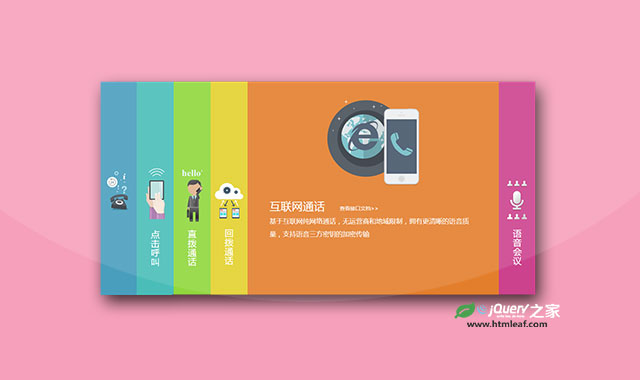 点击呼叫
hello'
直拨通话
回拨通话
互联网通话 查看接口文档>>
基于互联网纯网络通话，无运营商和地域限制，拥有更清晰的语音质
量，支持语音三方密钥的加密传输
语音会议
jQuery之家
www.htmleaf.com